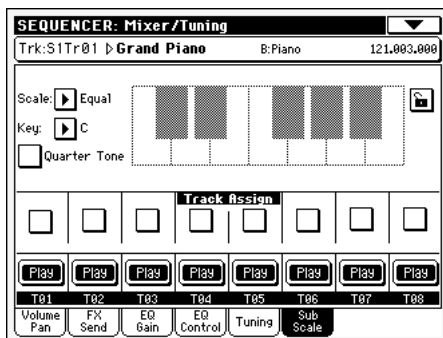 SEQUENCER: Mixer/Tuning
Trk:S1Tr01 ▷Grand Piano B:Piano 121.003.000
Scale: Equal
Key: C
Quarter Tone
Track Assign
Play Play Play Play Play Play Play Play
T01 T02 T03 T04 T05 T06 T07 T08
Volume Pan FX Send EQ Gain EQ Control Tuning Sub Scale